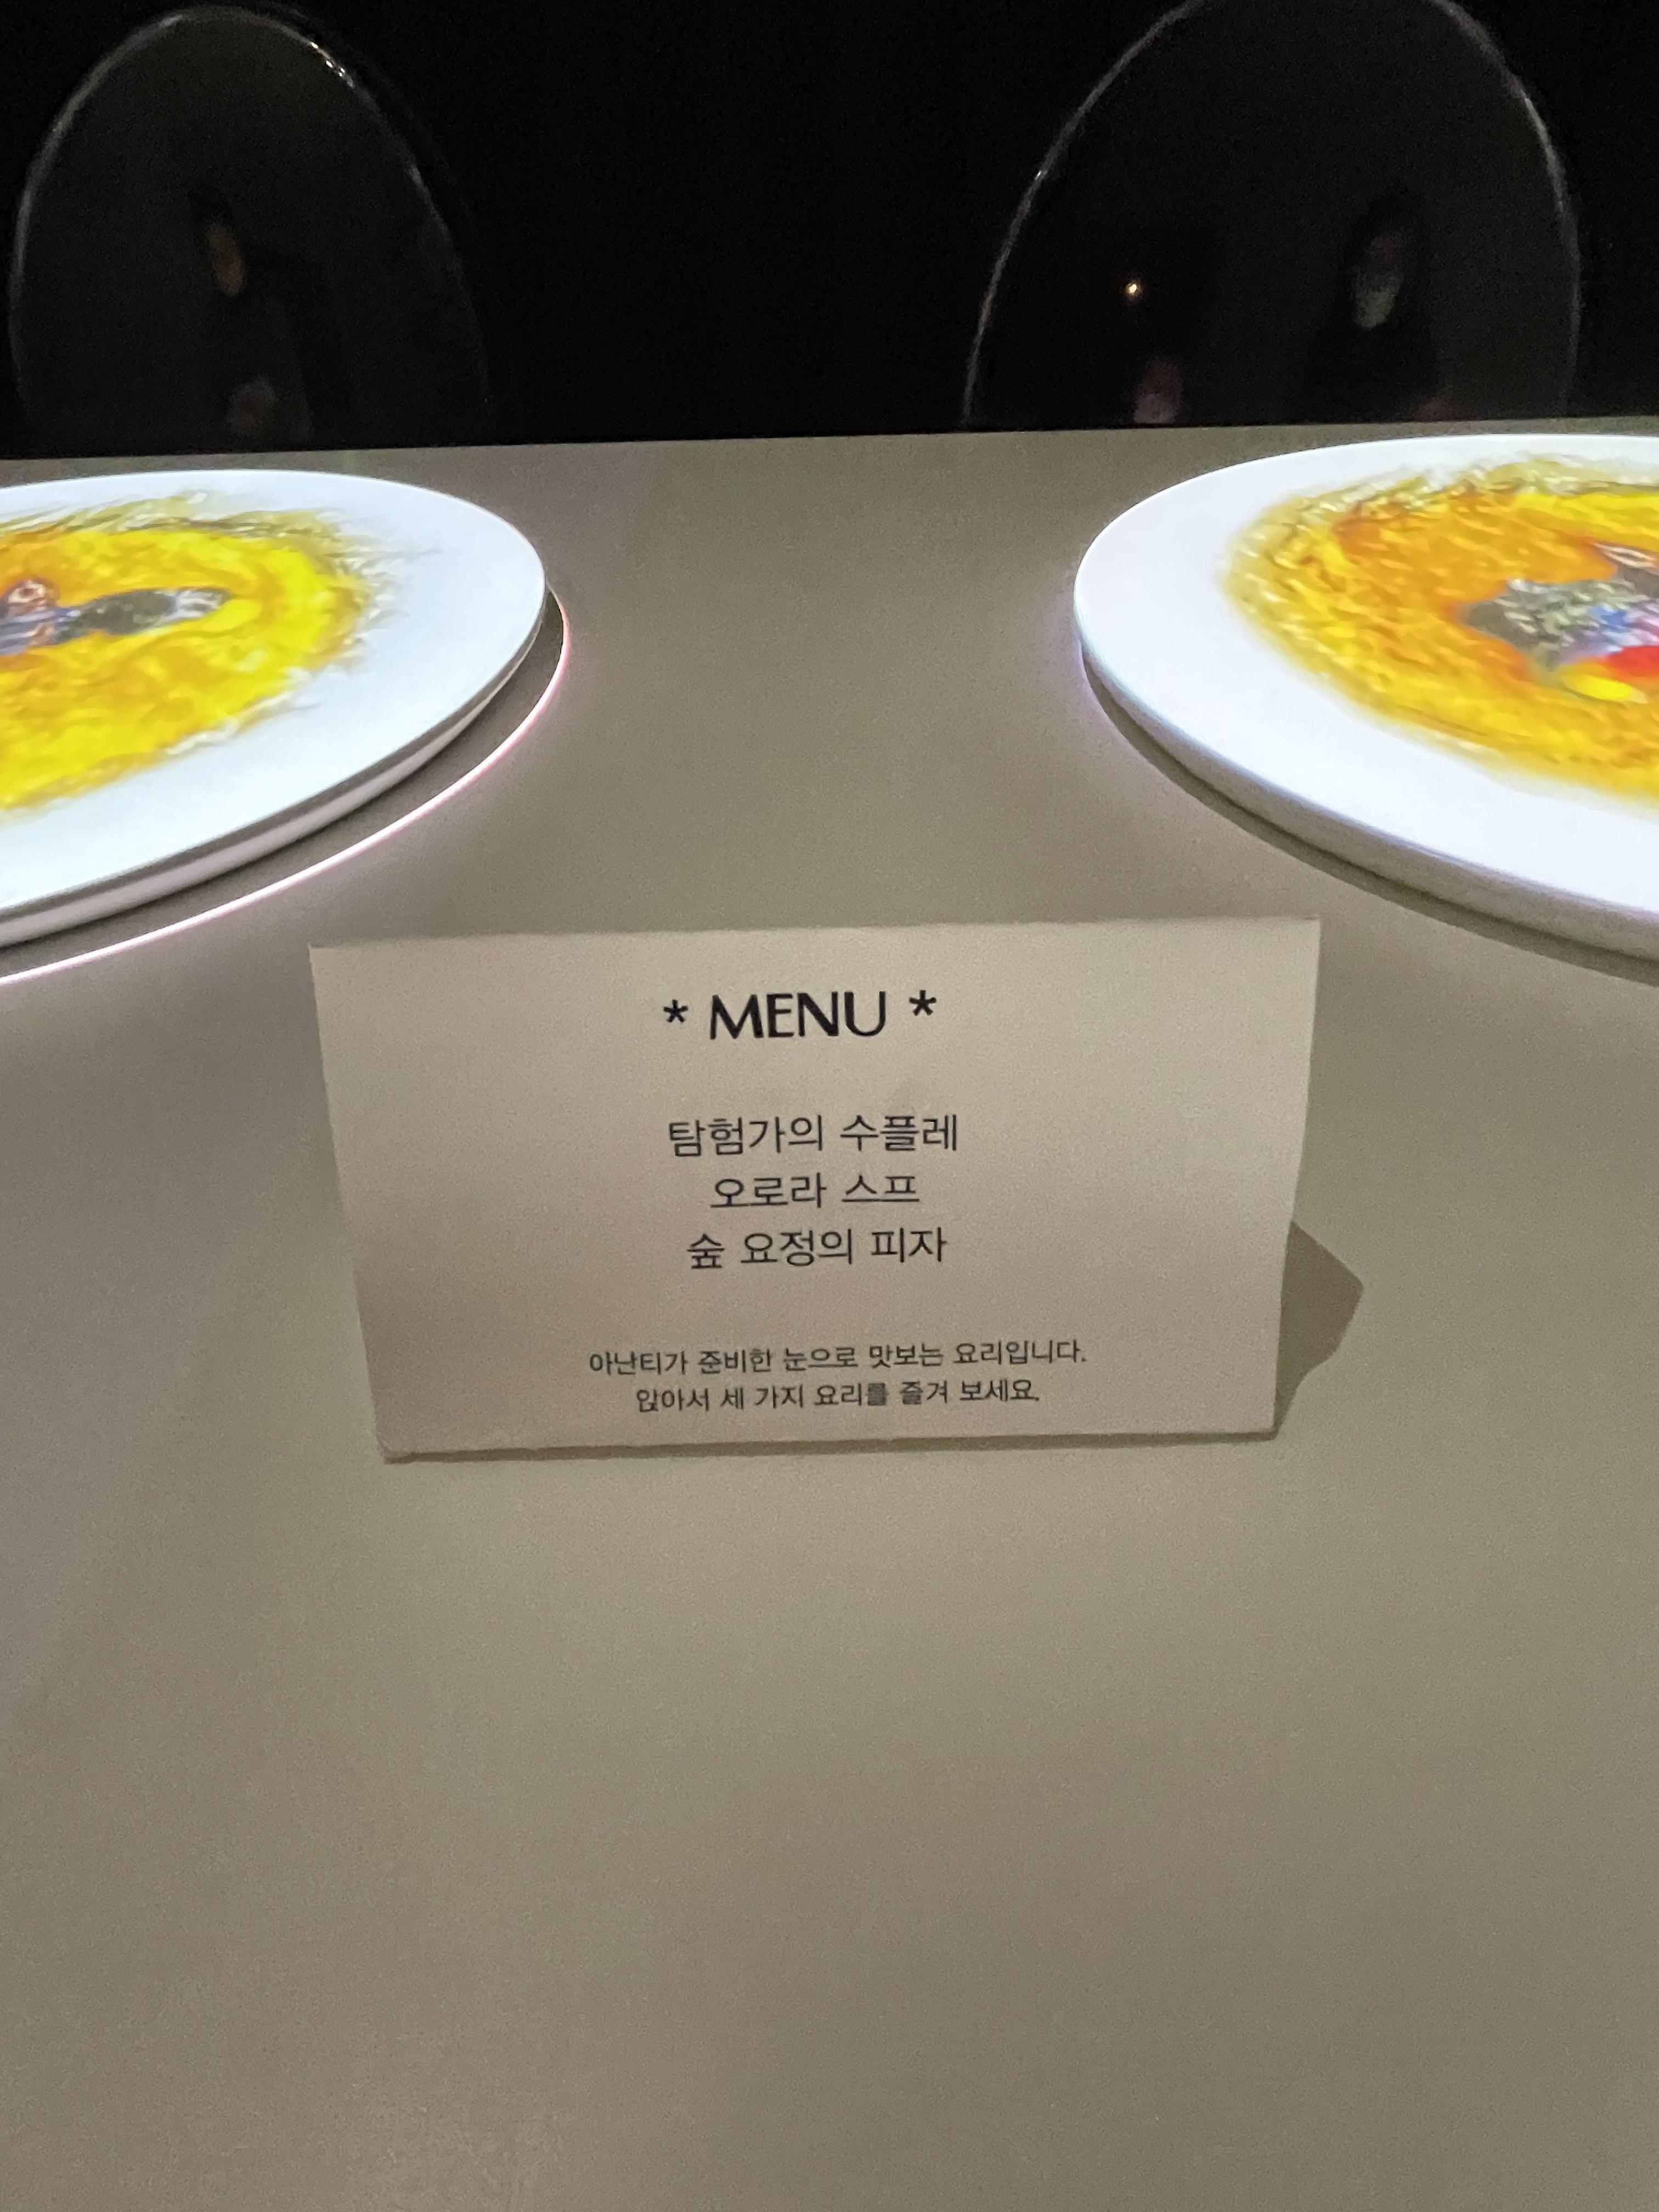 * MENU *
탐험가의 수플레
오로라 스프
숲 요정의 피자
아난티가 준비한 눈으로 맛보는 요리입니다.
앉아서 세 가지 요리를 즐겨 보세요.